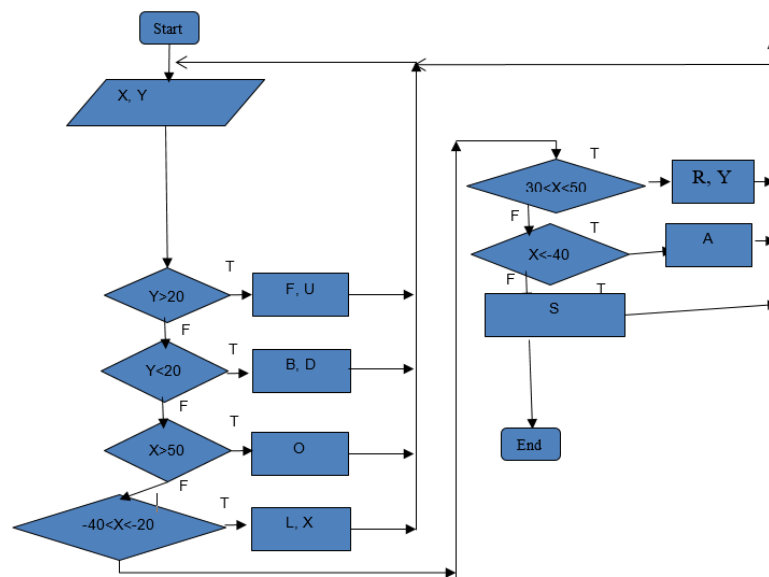 Start
X, Y
Y>20
T
F, U
F
Y<20
T
B, D
F
X>50
T
O
F
-40<X<-20
T
L, X
30<X<50
T
R, Y
F
X<-40
T
A
F
T
S
End